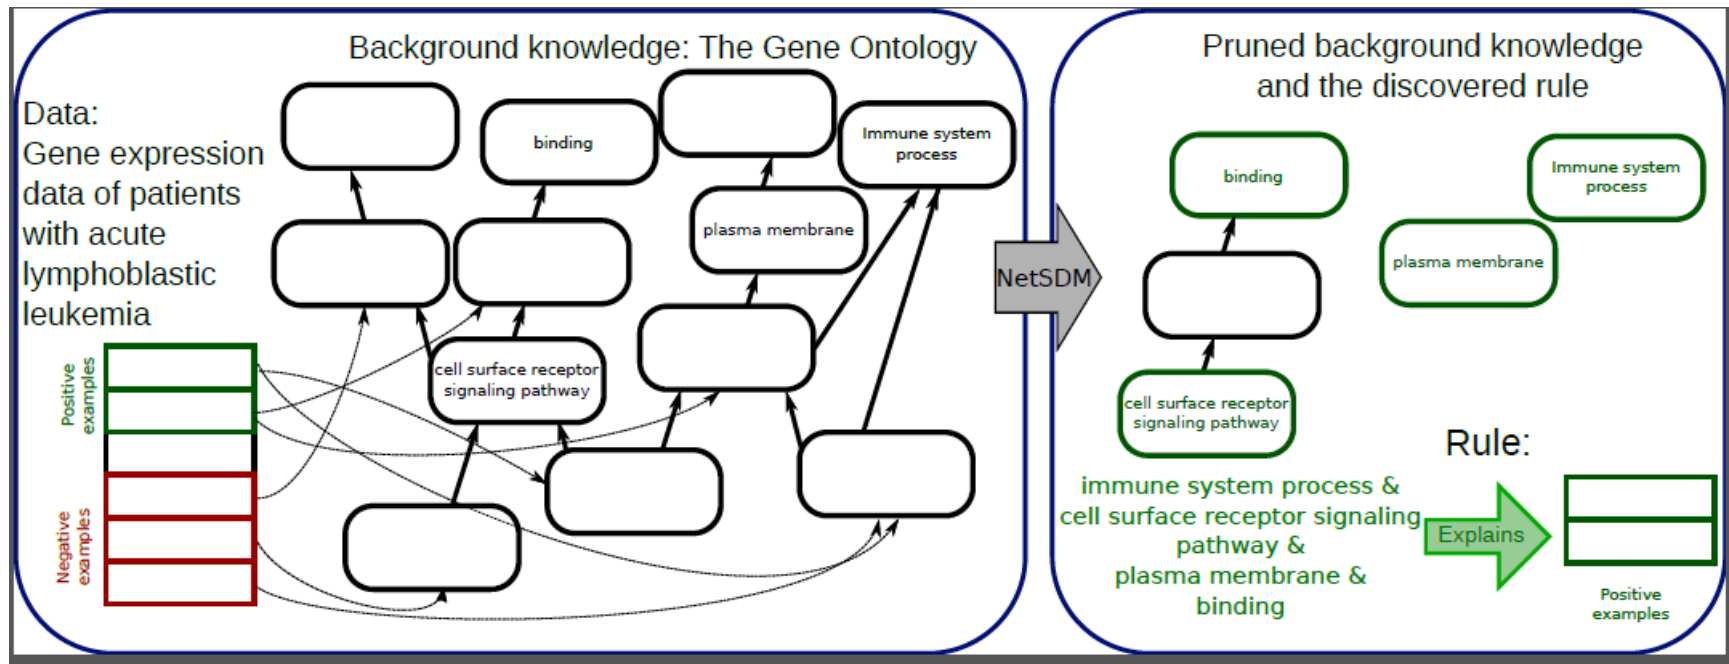 Background knowledge: The Gene Ontology
Data:
Gene expression
data of patients
with acute
lymphoblastic
leukemia
binding
Immune system
process
plasma membrane
cell surface receptor
signaling pathway
Positive
examples
Negative
examples
NetSDM
Pruned background knowledge
and the discovered rule
binding
Immune system
process
plasma membrane
cell surface receptor
signaling pathway
Rule:
immune system process &
cell surface receptor signaling
pathway &
plasma membrane &
binding
Explains
Positive
examples